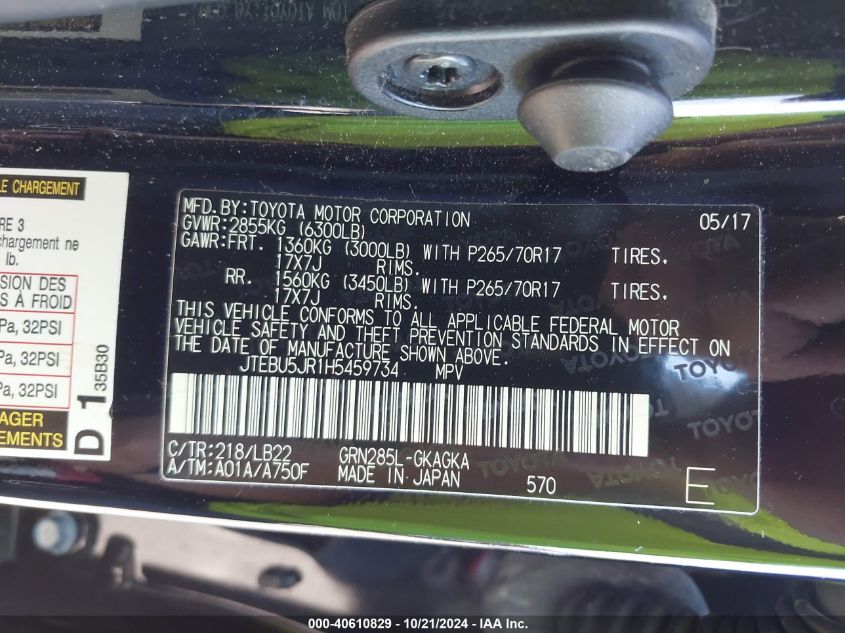 LE CHARGEMENT
RE 3
chargement ne
lb.
SION DES
S À FROID
Pa, 32PSI
Pa, 32PSI
Pa, 32PSI
AGER
EMENTS
D 1
35B30
MFD. BY:TOYOTA MOTOR CORPORATION 05/17
GVWR:2855KG (6300LB)
GAWR:FRT. 1360KG (3000LB) WITH P265/70R17 TIRES.
17X7J RIMS.
RR. 1560KG (3450LB) WITH P265/70R17 TIRES.
17X7J RIMS.
THIS VEHICLE CONFORMS TO ALL APPLICABLE FEDERAL MOTOR
VEHICLE SAFETY AND THEFT PREVENTION STANDARDS IN EFFECT ON
THE DATE OF MANUFACTURE SHOWN ABOVE.
JTEBU5JR1H5459734 MPV
TOYOTA
TOYOTA
C/TR:218/LB22 GRN285L-GKAGKA
A/TM:A01A/A750F MADE IN JAPAN 570 E
000-40610829 - 10/21/2024 - IAA Inc.